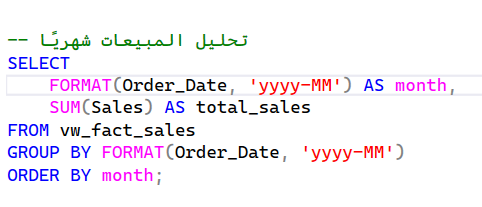 -- تحليل المبيعات شهريًا
SELECT
    FORMAT(Order_Date, 'yyyy-MM') AS month,
    SUM(Sales) AS total_sales
FROM vw_fact_sales
GROUP BY FORMAT(Order_Date, 'yyyy-MM')
ORDER BY month;